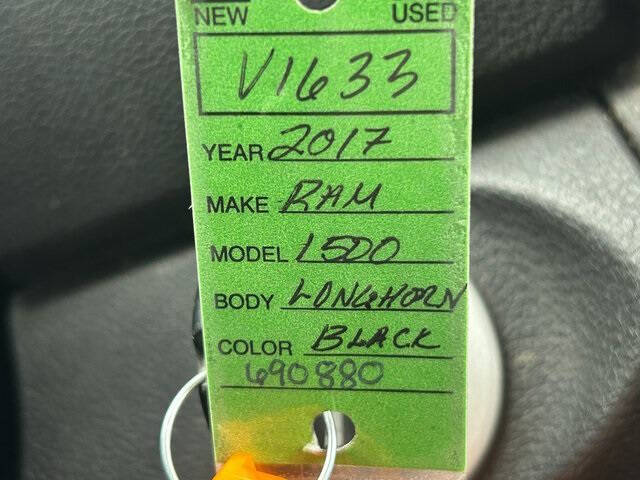 NEW USED
V1633
YEAR 2017
MAKE RAM
MODEL 1500
BODY LONGHORN
COLOR BLACK
690880